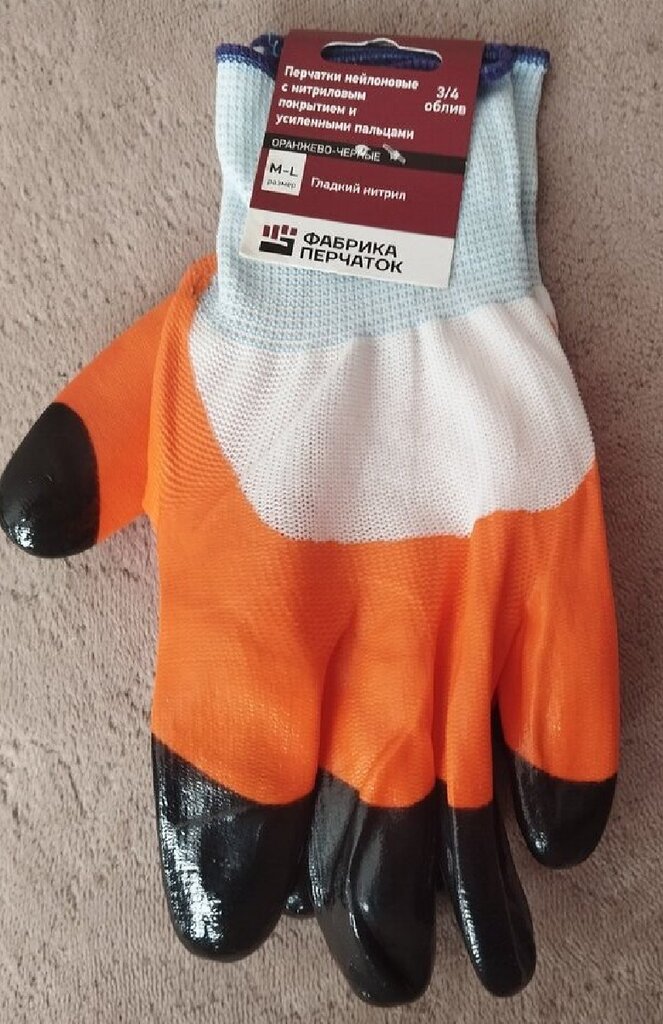 Перчатки нейлоновые
с нитриловым
покрытием и
усиленными пальцами
3/4
облив
ОРАНЖЕВО-ЧЕРНЫЕ
M-L
размер
Гладкий нитрил
ФАБРИКА
ПЕРЧАТОК